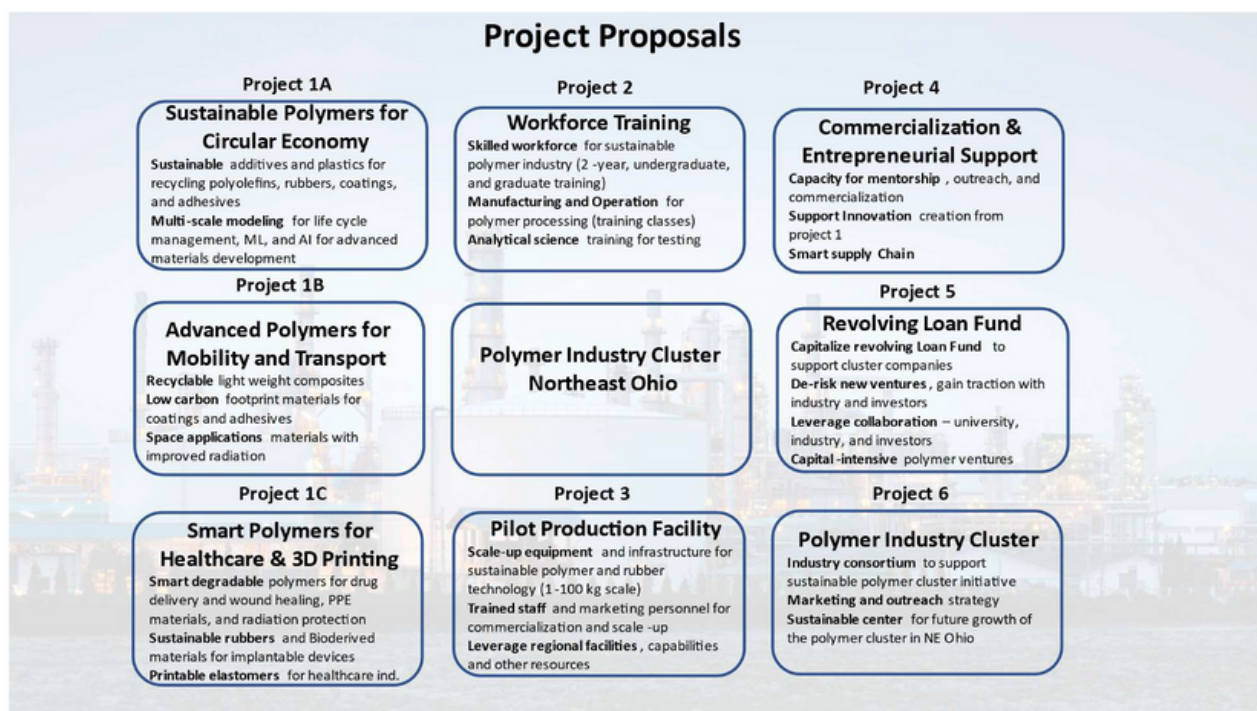 Project Proposals
Project 1A
Sustainable Polymers for
Circular Economy
Sustainable additives and plastics for
recycling polyolefins, rubbers, coatings,
and adhesives
Multi-scale modeling for life cycle
management, ML, and AI for advanced
materials development
Project 1B
Advanced Polymers for
Mobility and Transport
Recyclable light weight composites
Low carbon footprint materials for
coatings and adhesives
Space applications materials with
improved radiation
Project 1C
Smart Polymers for
Healthcare & 3D Printing
Smart degradable polymers for drug
delivery and wound healing, PPE
materials, and radiation protection
Sustainable rubbers and Bioderived
materials for implantable devices
Printable elastomers for healthcare ind.
Project 2
Workforce Training
Skilled workforce for sustainable
polymer industry (2 -year, undergraduate,
and graduate training)
Manufacturing and Operation for
polymer processing (training classes)
Analytical science training for testing
Polymer Industry Cluster
Northeast Ohio
Project 3
Pilot Production Facility
Scale-up equipment and infrastructure for
sustainable polymer and rubber
technology (1-100 kg scale)
Trained staff and marketing personnel for
commercialization and scale -up
Leverage regional facilities , capabilities
and other resources
Project 4
Commercialization &
Entrepreneurial Support
Capacity for mentorship , outreach, and
commercialization
Support Innovation creation from
project 1
Smart supply Chain
Project 5
Revolving Loan Fund
Capitalize revolving Loan Fund to
support cluster companies
De-risk new ventures , gain traction with
industry and investors
Leverage collaboration – university,
industry, and investors
Capital -intensive polymer ventures
Project 6
Polymer Industry Cluster
Industry consortium to support
sustainable polymer cluster initiative
Marketing and outreach strategy
Sustainable center for future growth of
the polymer cluster in NE Ohio